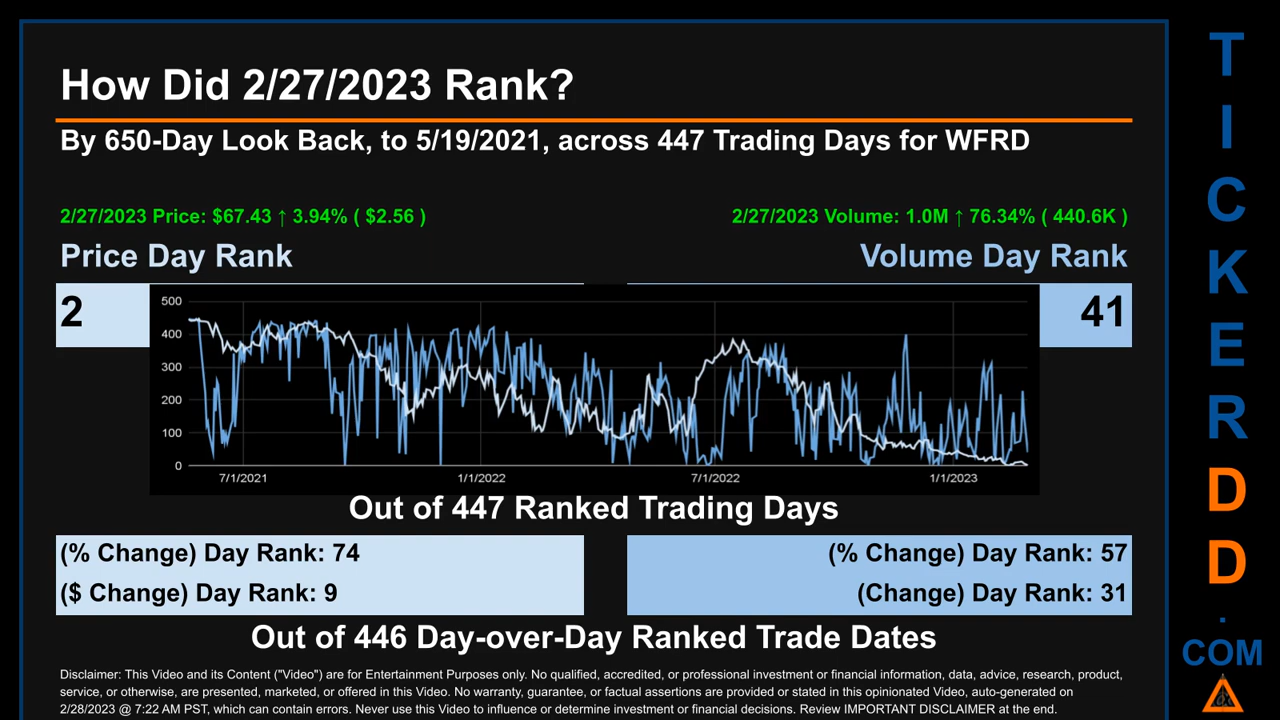 How Did 2/27/2023 Rank?
By 650-Day Look Back, to 5/19/2021, across 447 Trading Days for WFRD
2/27/2023 Price: $67.43 ↑ 3.94% ( $2.56 )
2/27/2023 Volume: 1.0M ↑ 76.34% ( 440.6K )
Price Day Rank
Volume Day Rank
2
41
500
400
300
200
100
0
7/1/2021
1/1/2022
7/1/2022
1/1/2023
Out of 447 Ranked Trading Days
(% Change) Day Rank: 74
($ Change) Day Rank: 9
(% Change) Day Rank: 57
(Change) Day Rank: 31
Out of 446 Day-over-Day Ranked Trade Dates
Disclaimer: This Video and its Content ("Video") are for Entertainment Purposes only. No qualified, accredited, or professional investment or financial information, data, advice, research, product,
service, or otherwise, are presented, marketed, or offered in this Video. No warranty, guarantee, or factual assertions are provided or stated in this opinionated Video, auto-generated on
2/28/2023 @ 7:22 AM PST, which can contain errors. Never use this Video to influence or determine investment or financial decisions. Review IMPORTANT DISCLAIMER at the end.
T
I
C
K
E
R
D
D
.
COM